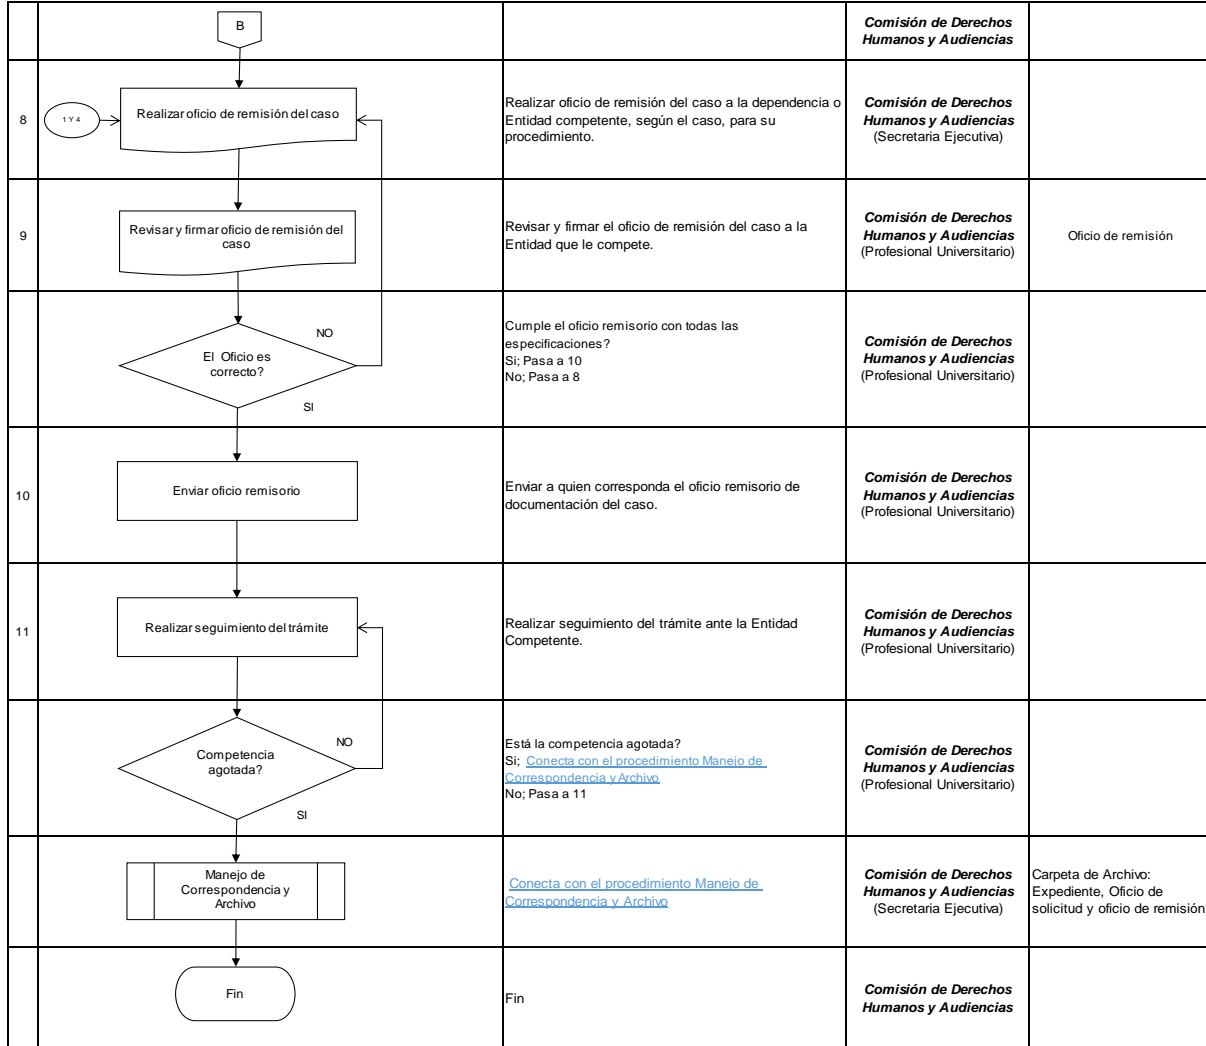 B
Comisión de Derechos
Humanos y Audiencias
8
1 Y 4
Realizar oficio de remisión del caso
Realizar oficio de remisión del caso a la dependencia o
Entidad competente, según el caso, para su
procedimiento.
Comisión de Derechos
Humanos y Audiencias
(Secretaria Ejecutiva)
9
Revisar y firmar oficio de remisión del
caso
Revisar y firmar el oficio de remisión del caso a la
Entidad que le compete.
Comisión de Derechos
Humanos y Audiencias
(Profesional Universitario)
Oficio de remisión
El Oficio es
correcto?
NO
SI
Cumple el oficio remisorio con todas las
especificaciones?
Si; Pasa a 10
No; Pasa a 8
Comisión de Derechos
Humanos y Audiencias
(Profesional Universitario)
10
Enviar oficio remisorio
Enviar a quien corresponda el oficio remisorio de
documentación del caso.
Comisión de Derechos
Humanos y Audiencias
(Profesional Universitario)
11
Realizar seguimiento del trámite
Realizar seguimiento del trámite ante la Entidad
Competente.
Comisión de Derechos
Humanos y Audiencias
(Profesional Universitario)
Competencia
agotada?
NO
SI
Está la competencia agotada?
Si; Conecta con el procedimiento Manejo de
Correspondencia y Archivo
No; Pasa a 11
Comisión de Derechos
Humanos y Audiencias
(Profesional Universitario)
Manejo de
Correspondencia y
Archivo
Conecta con el procedimiento Manejo de
Correspondencia y Archivo
Comisión de Derechos
Humanos y Audiencias
(Secretaria Ejecutiva)
Carpeta de Archivo:
Expediente, Oficio de
solicitud y oficio de remisión
Fin
Fin
Comisión de Derechos
Humanos y Audiencias